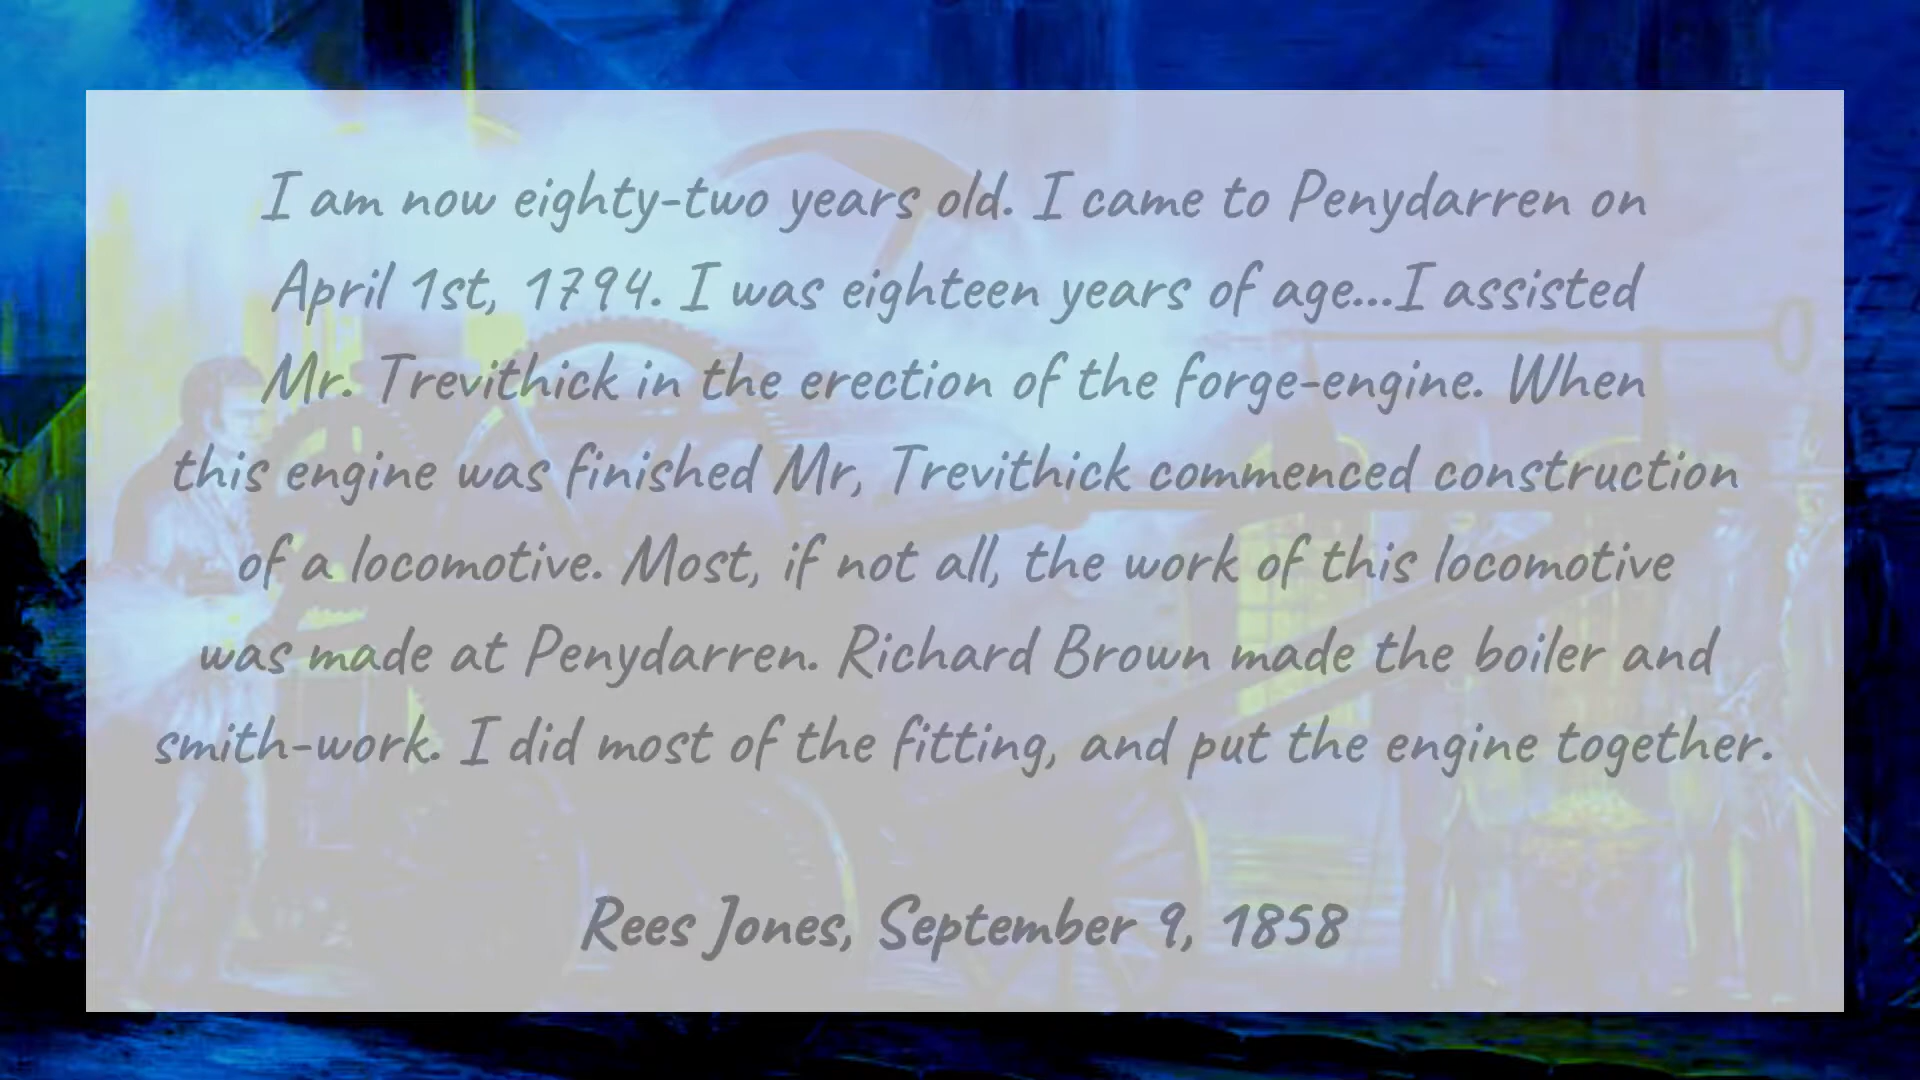 I am now eighty-two years old. I came to Penydarren on
April 1st, 1794. I was eighteen years of age...I assisted
Mr. Trevithick in the erection of the forge-engine. When
this engine was finished Mr, Trevithick commenced construction
of a locomotive. Most, if not all, the work of this locomotive
was made at Penydarren. Richard Brown made the boiler and
smith-work. I did most of the fitting, and put the engine together.
Rees Jones, September 9, 1858